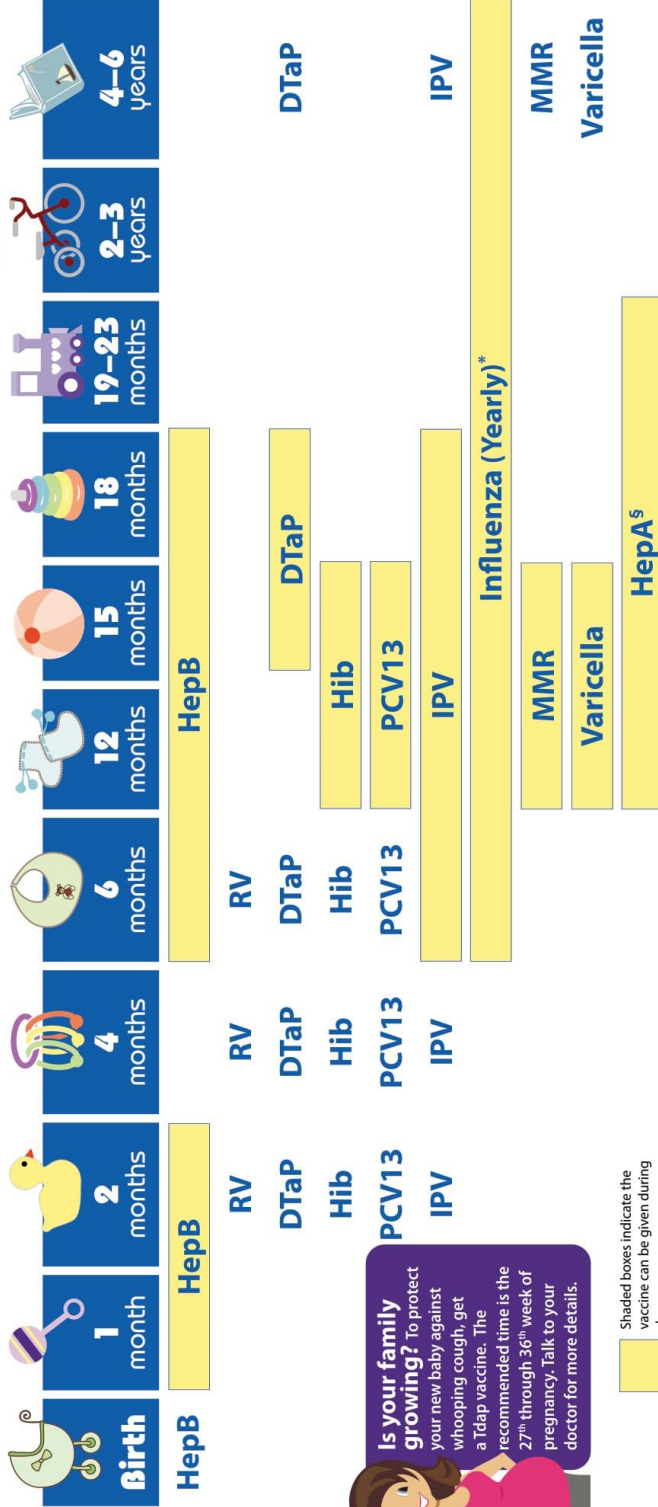 Birth
1
month
2
months
4
months
6
months
12
months
15
months
18
months
19–23
months
2–3
years
4–6
years
HepB
HepB
HepB
RV
RV
RV
DTaP
DTaP
DTaP
DTaP
DTaP
Hib
Hib
Hib
Hib
PCV13
PCV13
PCV13
PCV13
IPV
IPV
IPV
IPV
Influenza (Yearly)*
MMR
MMR
Varicella
Varicella
HepA§
Is your family
growing? To protect
your new baby against
whooping cough, get
a Tdap vaccine. The
recommended time is the
27th through 36th week of
pregnancy. Talk to your
doctor for more details.
Shaded boxes indicate the
vaccine can be given during